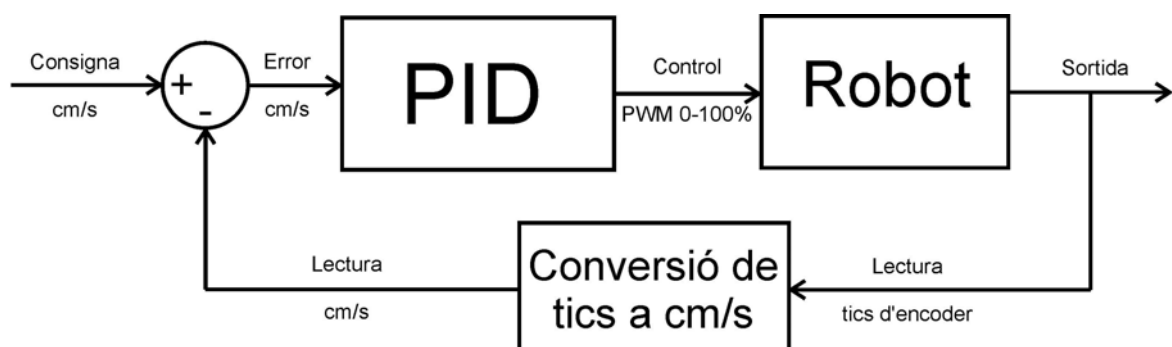 Consigna
cm/s
+
-
Error
cm/s
PID
Control
PWM 0-100%
Robot
Sortida
Lectura
tics d'encoder
Conversió de
tics a cm/s
Lectura
cm/s